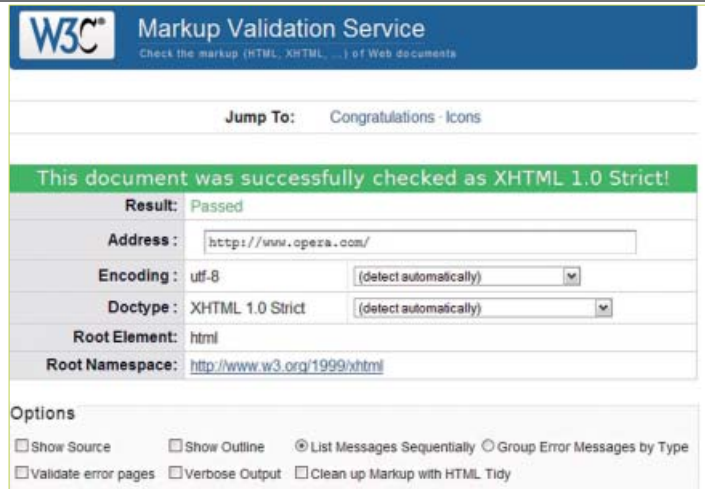 W3C® Markup Validation Service
Check the markup (HTML, XHTML, ...) of Web documents
Jump To: Congratulations · Icons
This document was successfully checked as XHTML 1.0 Strict!
Result: Passed
Address : http://www.opera.com/
Encoding : utf-8 (detect automatically)
Doctype : XHTML 1.0 Strict (detect automatically)
Root Element: html
Root Namespace: http://www.w3.org/1999/xhtml
Options
Show Source Show Outline List Messages Sequentially Group Error Messages by Type
Validate error pages Verbose Output Clean up Markup with HTML Tidy